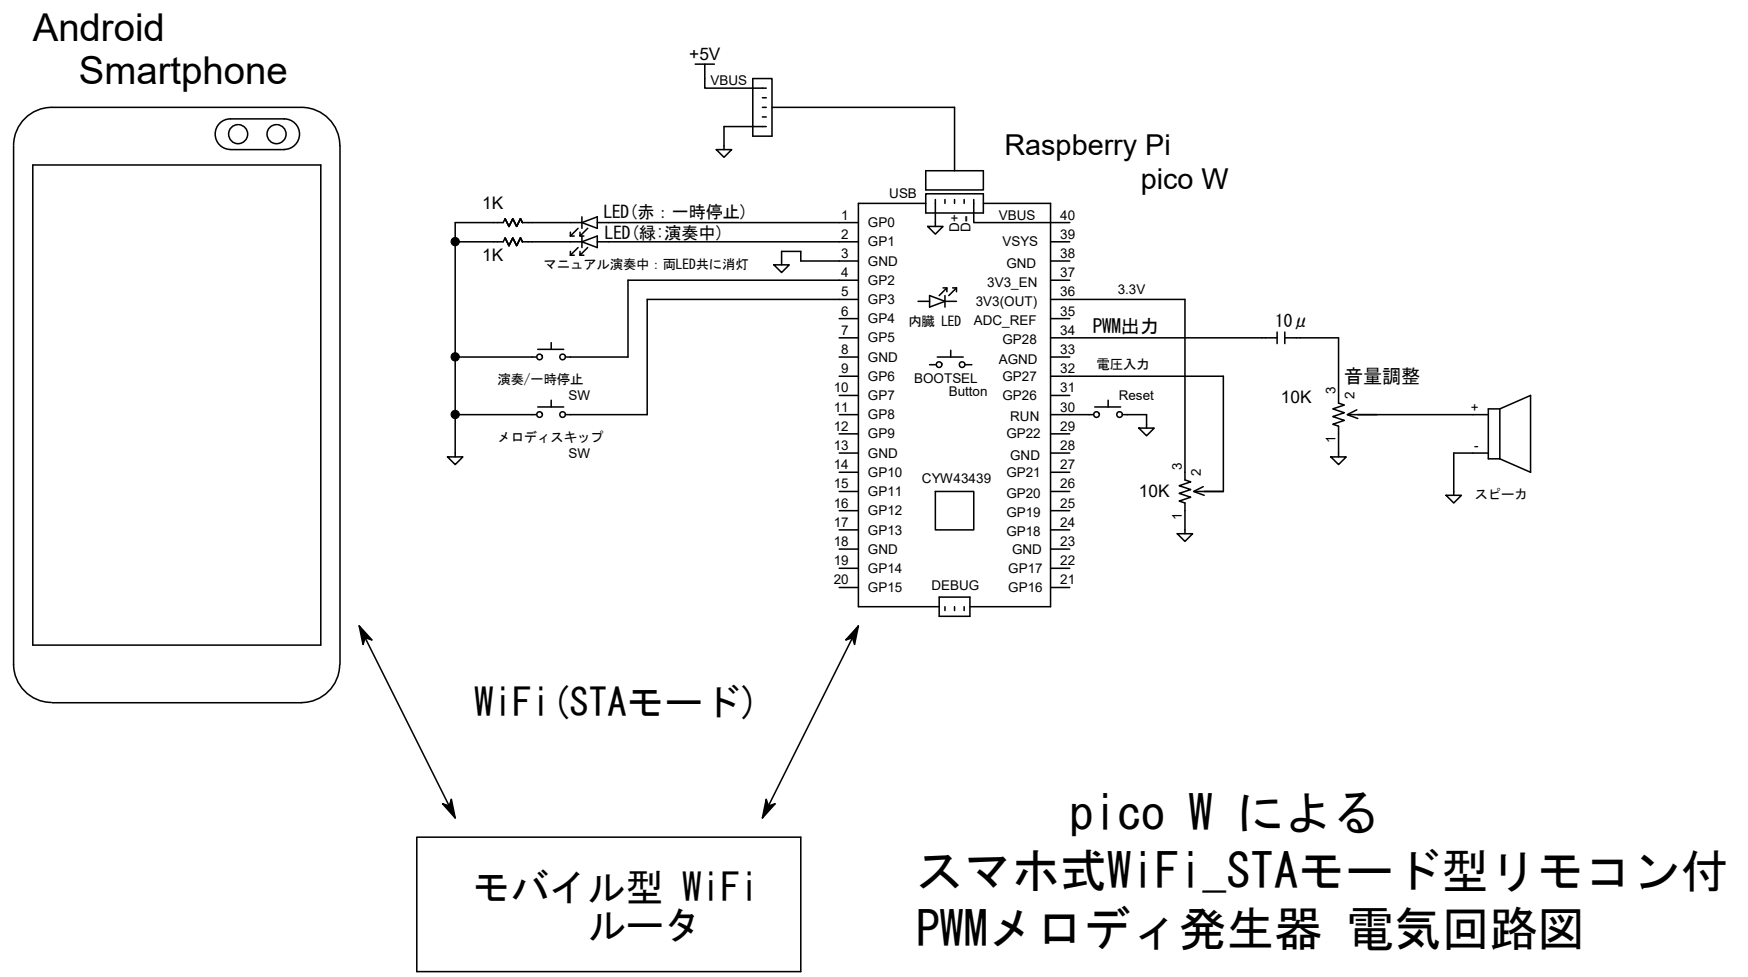 Android
Smartphone
+5V
VBUS
Raspberry Pi
pico W
USB
D+
D-
1K
LED(赤：一時停止)
1K
LED(緑:演奏中)
マニュアル演奏中：両LED共に消灯
演奏/一時停止
SW
メロディスキップ
SW
1 GP0
2 GP1
3 GND
4 GP2
5 GP3
6 GP4
7 GP5
8 GND
9 GP6
10 GP7
11 GP8
12 GP9
13 GND
14 GP10
15 GP11
16 GP12
17 GP13
18 GND
19 GP14
20 GP15
内臓 LED
BOOTSEL
Button
CYW43439
DEBUG
VBUS 40
VSYS 39
GND 38
3V3_EN 37
3V3(OUT) 36
ADC_REF 35
GP28 34
AGND 33
GP27 32
GP26 31
RUN 30
GP22 29
GND 28
GP21 27
GP20 26
GP19 25
GP18 24
GND 23
GP17 22
GP16 21
3.3V
PWM出力
電圧入力
Reset
10K
3
2
1
10μ
音量調整
10K
3
2
1
+
-
スピーカ
WiFi(STAモード)
モバイル型 WiFi
ルータ
pico W による
スマホ式WiFi_STAモード型リモコン付
PWMメロディ発生器 電気回路図